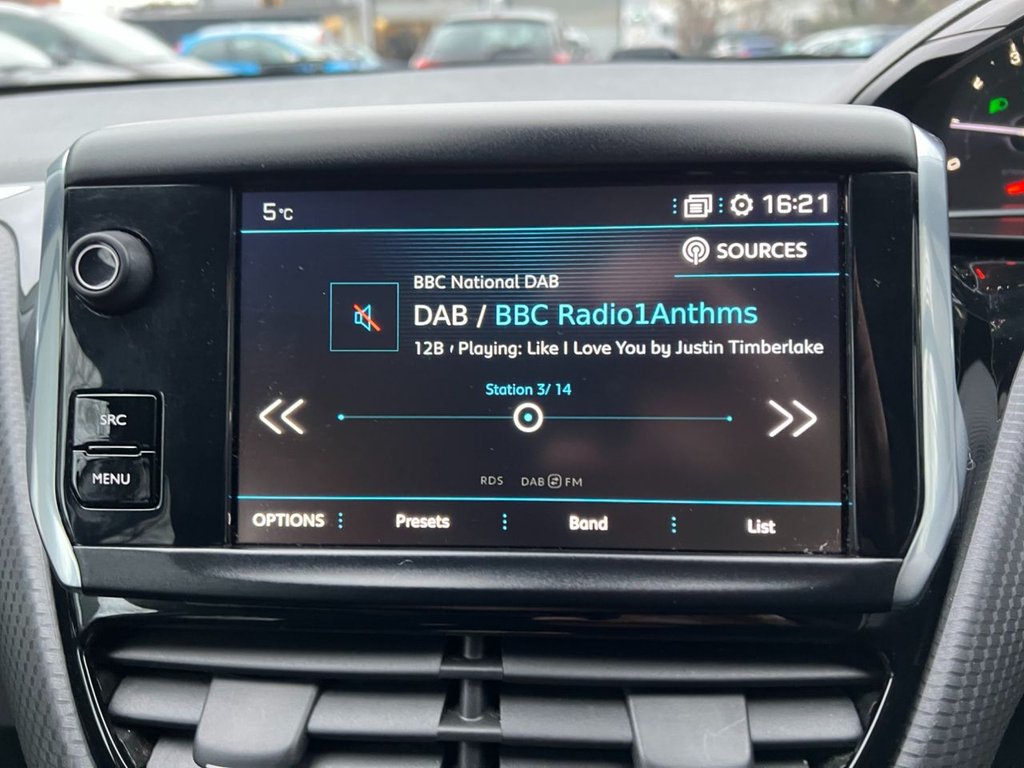 5°C 16:21
SOURCES
BBC National DAB
DAB / BBC Radio1Anthms
12B Playing: Like I Love You by Justin Timberlake
Station 3/ 14
SRC
MENU
RDS DAB FM
OPTIONS Presets Band List